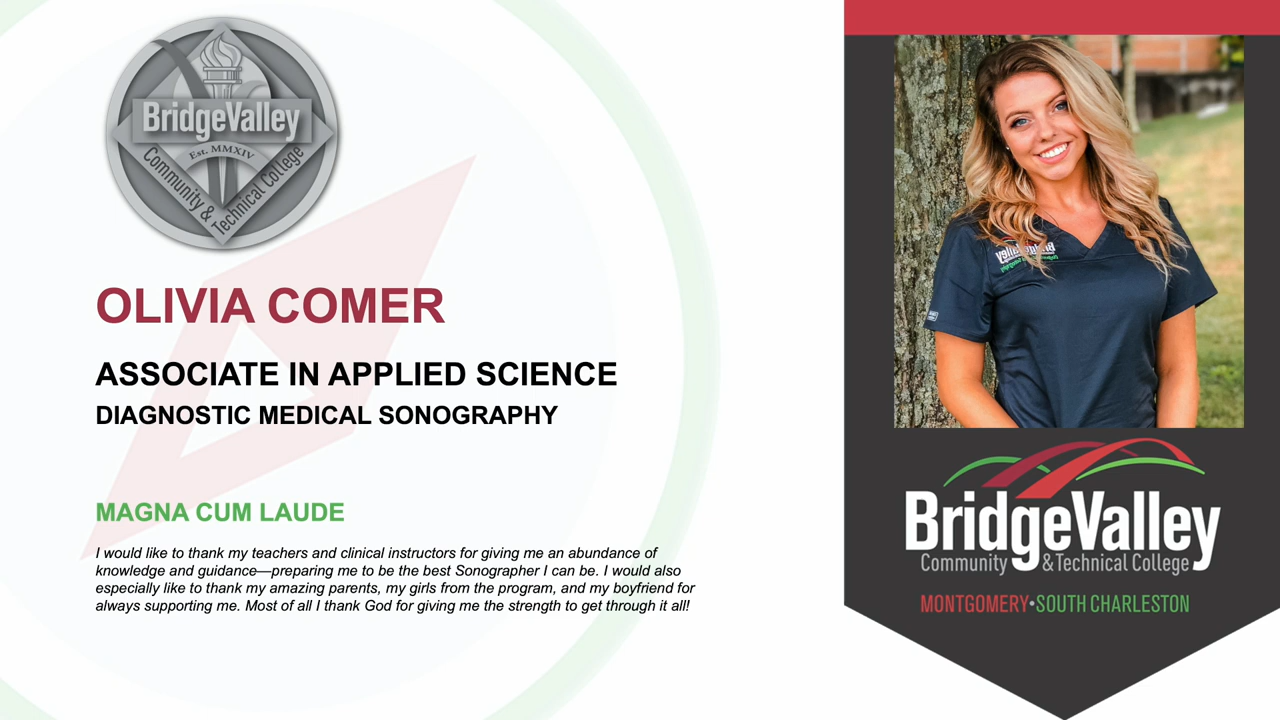 BridgeValley
Est. MMXIV
Community & Technical College
OLIVIA COMER
ASSOCIATE IN APPLIED SCIENCE
DIAGNOSTIC MEDICAL SONOGRAPHY
MAGNA CUM LAUDE
I would like to thank my teachers and clinical instructors for giving me an abundance of
knowledge and guidance—preparing me to be the best Sonographer I can be. I would also
especially like to thank my amazing parents, my girls from the program, and my boyfriend for
always supporting me. Most of all I thank God for giving me the strength to get through it all!
BridgeValley
BridgeValley
Community & Technical College
MONTGOMERY•SOUTH CHARLESTON